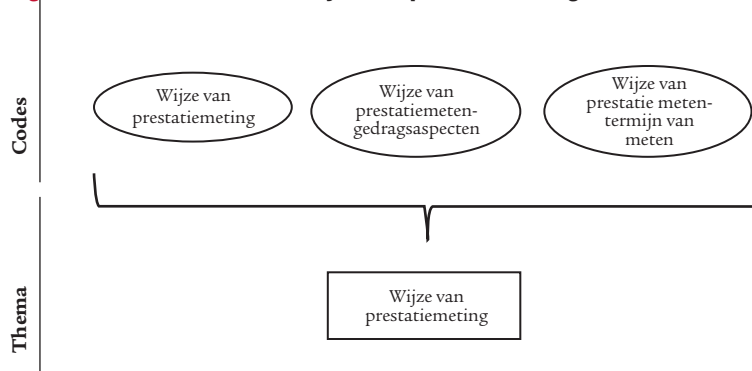 Codes
Wijze van
prestatiemeting
Wijze van
prestatiemeten-
gedragsaspecten
Wijze van
prestatie meten-
termijn van
meten
Thema
Wijze van
prestatiemeting